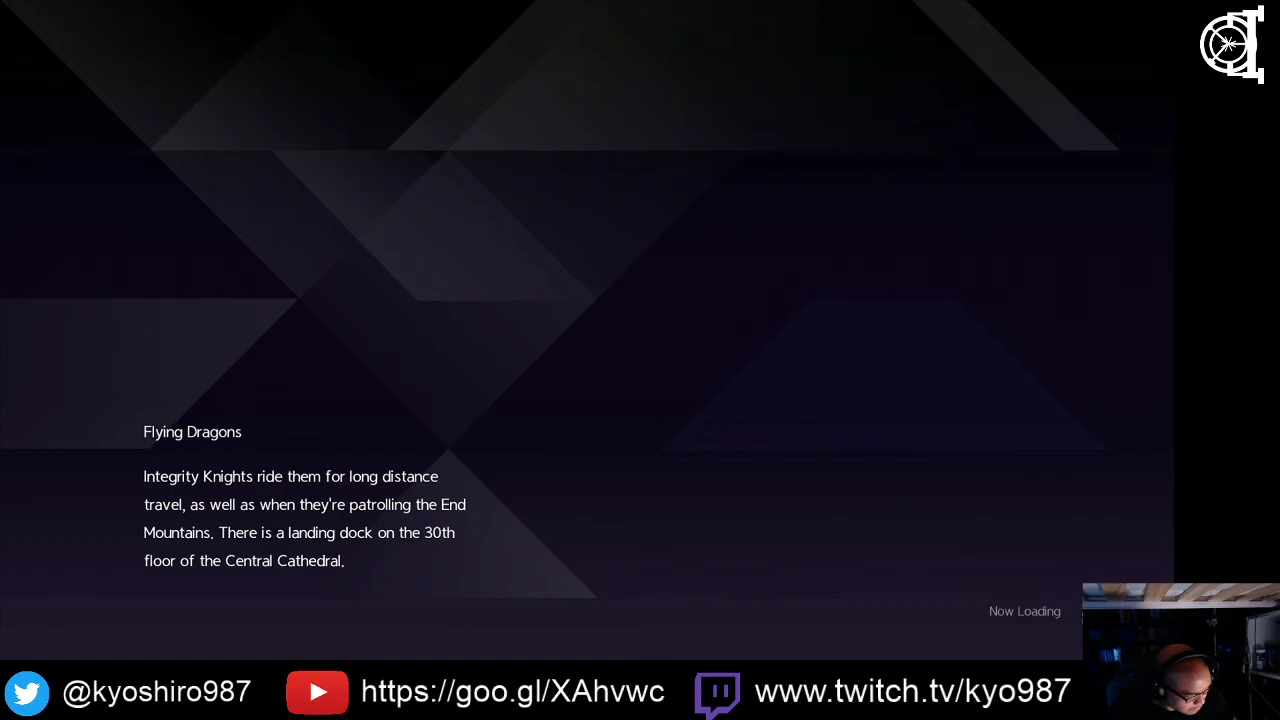 Flying Dragons
Integrity Knights ride them for long distance
travel, as well as when they're patrolling the End
Mountains. There is a landing dock on the 30th
floor of the Central Cathedral.
Now Loading
@kyoshiro987 https://goo.gl/XAhvwc www.twitch.tv/kyo987